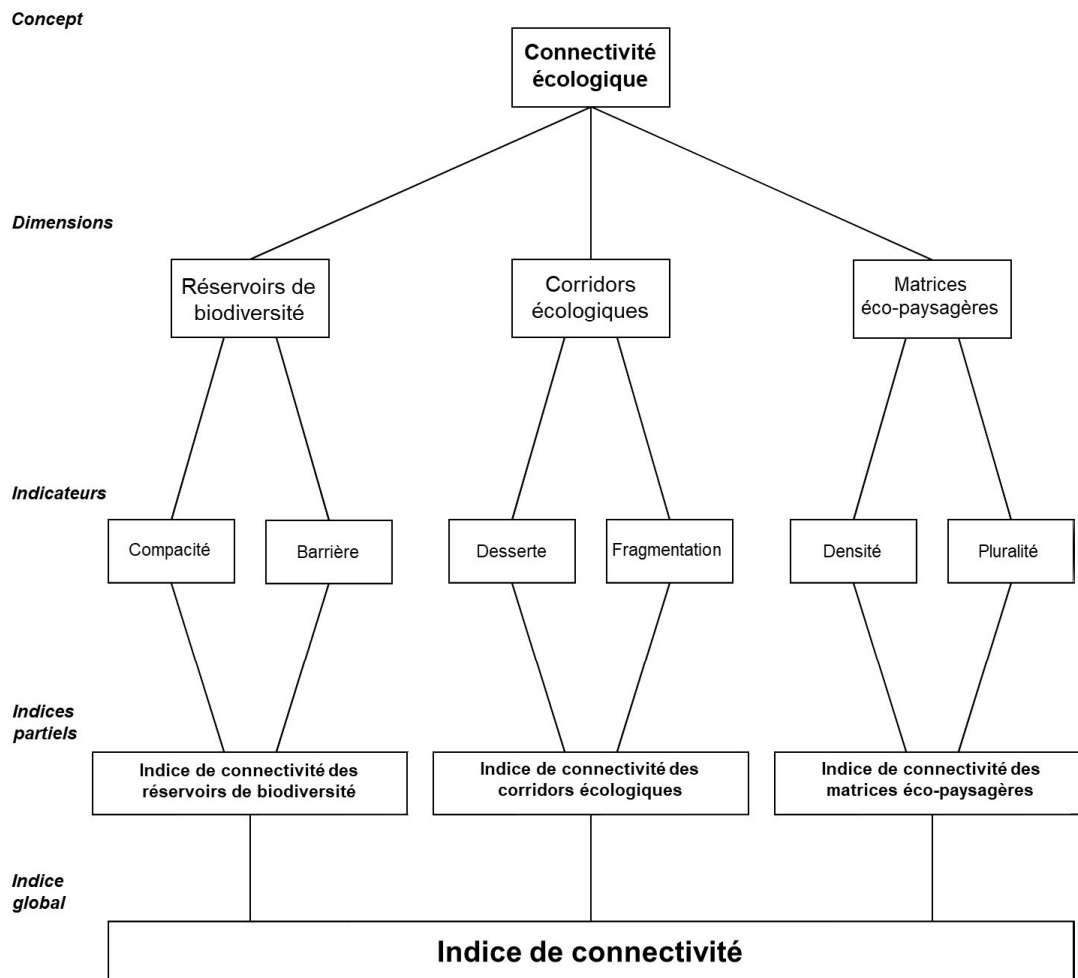 Concept
Connectivité
écologique
Dimensions
Réservoirs de
biodiversité
Corridors
écologiques
Matrices
éco-paysagères
Indicateurs
Compacité
Barrière
Desserte
Fragmentation
Densité
Pluralité
Indices
partiels
Indice de connectivité des
réservoirs de biodiversité
Indice de connectivité des
corridors écologiques
Indice de connectivité des
matrices éco-paysagères
Indice
global
Indice de connectivité